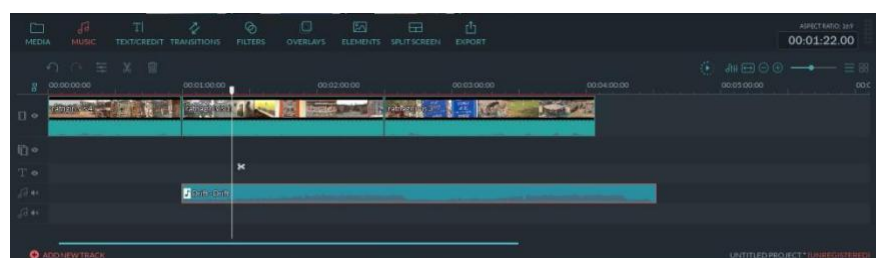 MEDIA MUSIC TEXT/CREDIT TRANSITIONS FILTERS OVERLAYS ELEMENTS SPLIT SCREEN EXPORT
ASPECT RATIO: 16:9
00:01:22.00
00:00:00:00 00:01:00:00 00:02:00:00 00:03:00:00 00:04:00:00 00:05:00:00 00:0
ADD NEW TRACK
UNTITLED PROJECT * (UNREGISTERED)